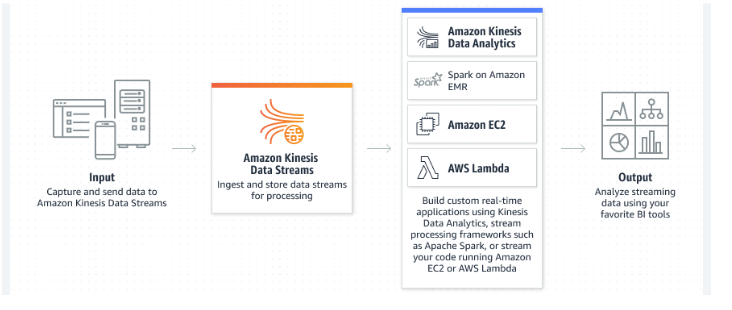 Input
Capture and send data to
Amazon Kinesis Data Streams
Amazon Kinesis
Data Streams
Ingest and store data streams
for processing
Amazon Kinesis
Data Analytics
Spark
Spark on Amazon
EMR
Amazon EC2
AWS Lambda
Build custom real-time
applications using Kinesis
Data Analytics, stream
processing frameworks such
as Apache Spark, or stream
your code running Amazon
EC2 or AWS Lambda
Output
Analyze streaming
data using your
favorite BI tools